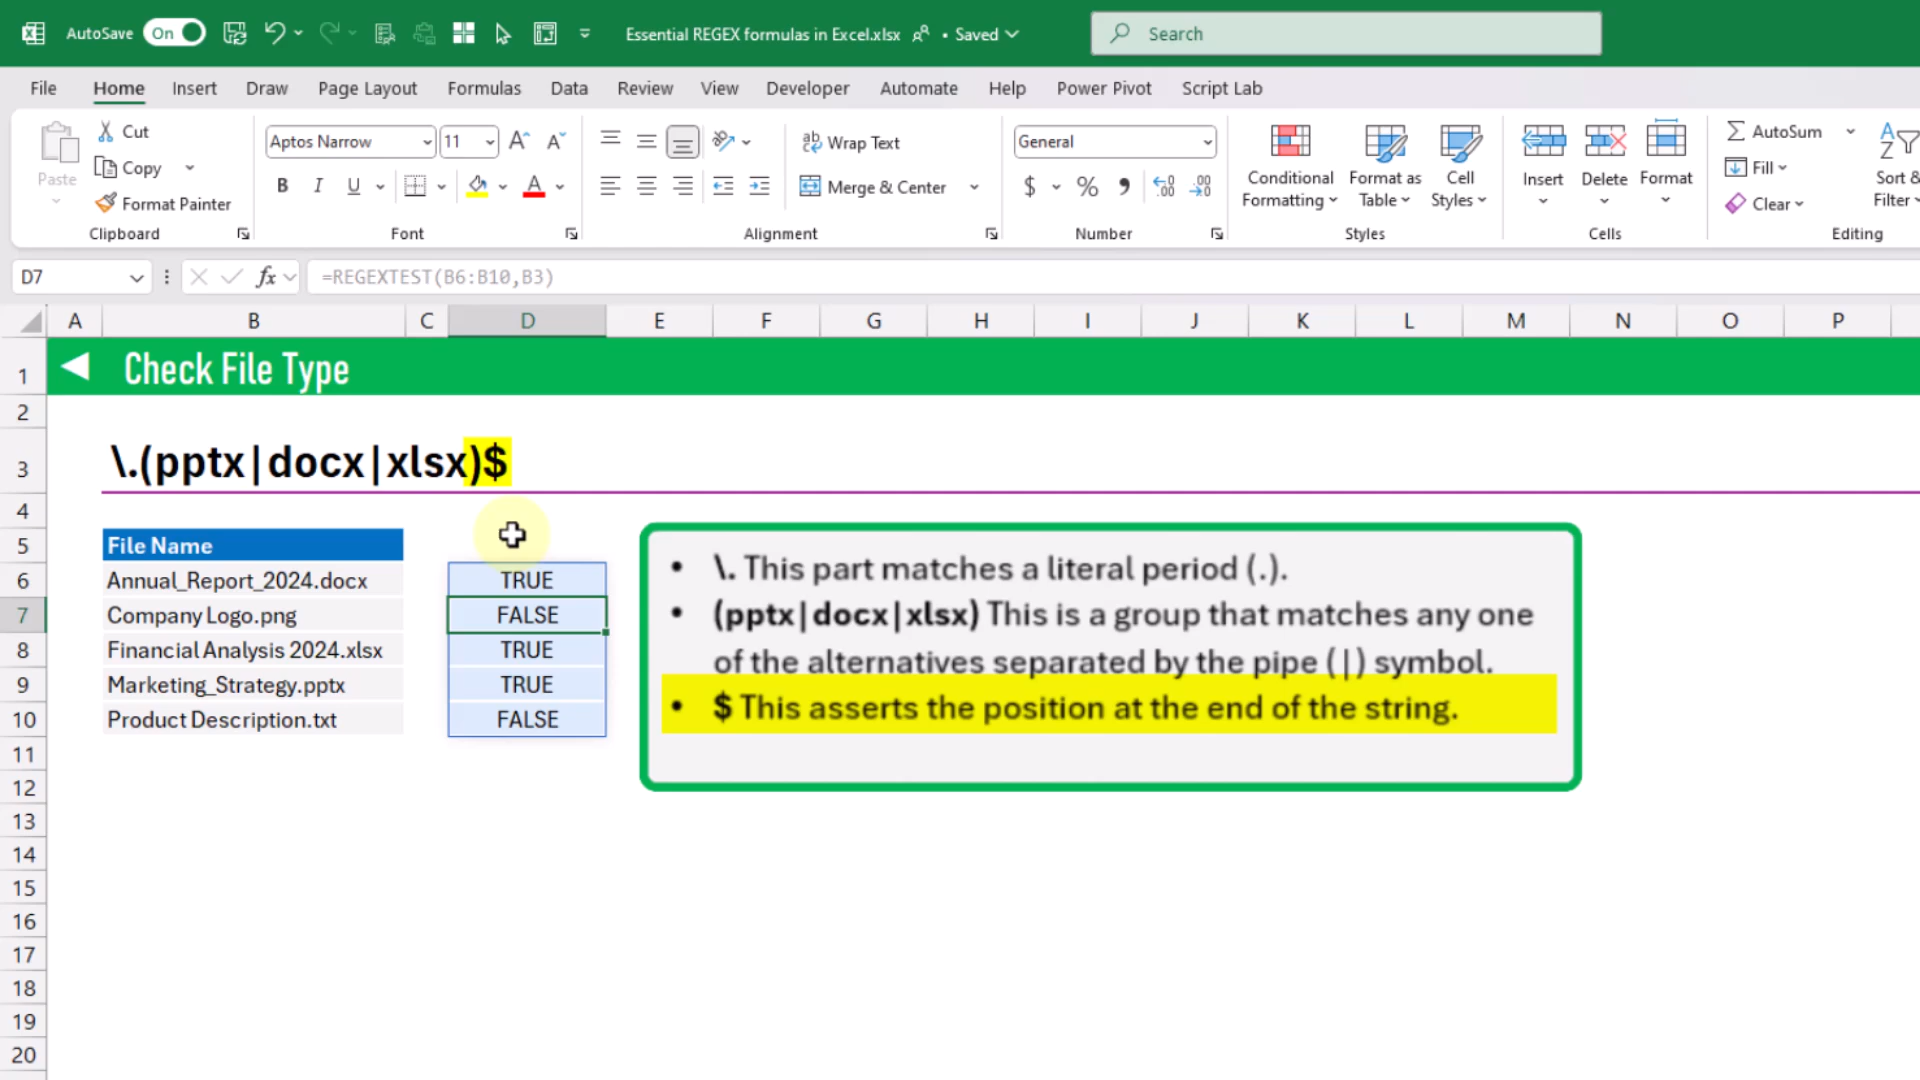 AutoSave On Essential REGEX formulas in Excel.xlsx • Saved Search
File Home Insert Draw Page Layout Formulas Data Review View Developer Automate Help Power Pivot Script Lab
Paste Cut Copy Format Painter Clipboard
Aptos Narrow 11 A A B I U A Font
ab Wrap Text Merge & Center Alignment
General $ % Number
Conditional Formatting Format as Table Cell Styles Styles
Insert Delete Format Cells
AutoSum Fill Clear Sort & Filter Editing
D7 fx =REGEXTEST(B6:B10,B3)
A B C D E F G H I J K L M N O P
1 Check File Type
2
3 \.(pptx|docx|xlsx)$
4
5 File Name
6 Annual_Report_2024.docx TRUE
7 Company Logo.png FALSE
8 Financial Analysis 2024.xlsx TRUE
9 Marketing_Strategy.pptx TRUE
10 Product Description.txt FALSE
11
12
13
14
15
16
17
18
19
20
• \. This part matches a literal period (.).
• (pptx|docx|xlsx) This is a group that matches any one
of the alternatives separated by the pipe (|) symbol.
• $ This asserts the position at the end of the string.